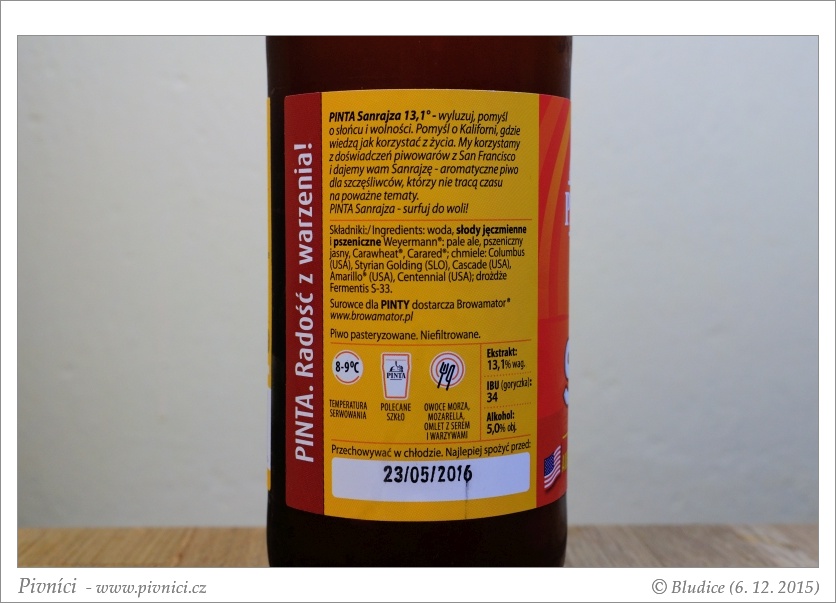 PINTA. Radość z warzenia!
PINTA Sanrajza 13,1° - wyluzuj, pomyśl
o słońcu i wolności. Pomyśl o Kaliforni, gdzie
wiedzą jak korzystać z życia. My korzystamy
z doświadczeń piwowarów z San Francisco
i dajemy wam Sanrajzę - aromatyczne piwo
dla szczęśliwców, którzy nie tracą czasu
na poważne tematy.
PINTA Sanrajza - surfuj do woli!
Składniki:/ Ingredients: woda, słody jęczmienne
i pszeniczne Weyermann®: pale ale, pszeniczny
jasny, Carawheat®, Carared®; chmiele: Columbus
(USA), Styrian Golding (SLO), Cascade (USA),
Amarillo® (USA), Centennial (USA); drożdże
Fermentis S-33.
Surowce dla PINTY dostarcza Browamator®
www.browamator.pl
Piwo pasteryzowane. Niefiltrowane.
8-9°C
TEMPERATURA
SERWOWANIA
PINTA
POLECANE
SZKŁO
OWOCE MORZA,
MOZARELLA,
OMLET Z SEREM
I WARZYWAMI
Ekstrakt:
13,1% wag.
IBU (goryczka):
34
Alkohol:
5,0% obj.
Przechowywać w chłodzie. Najlepiej spożyć przed:
23/05/2016
Pivníci - www.pivnici.cz
© Bludice (6. 12. 2015)